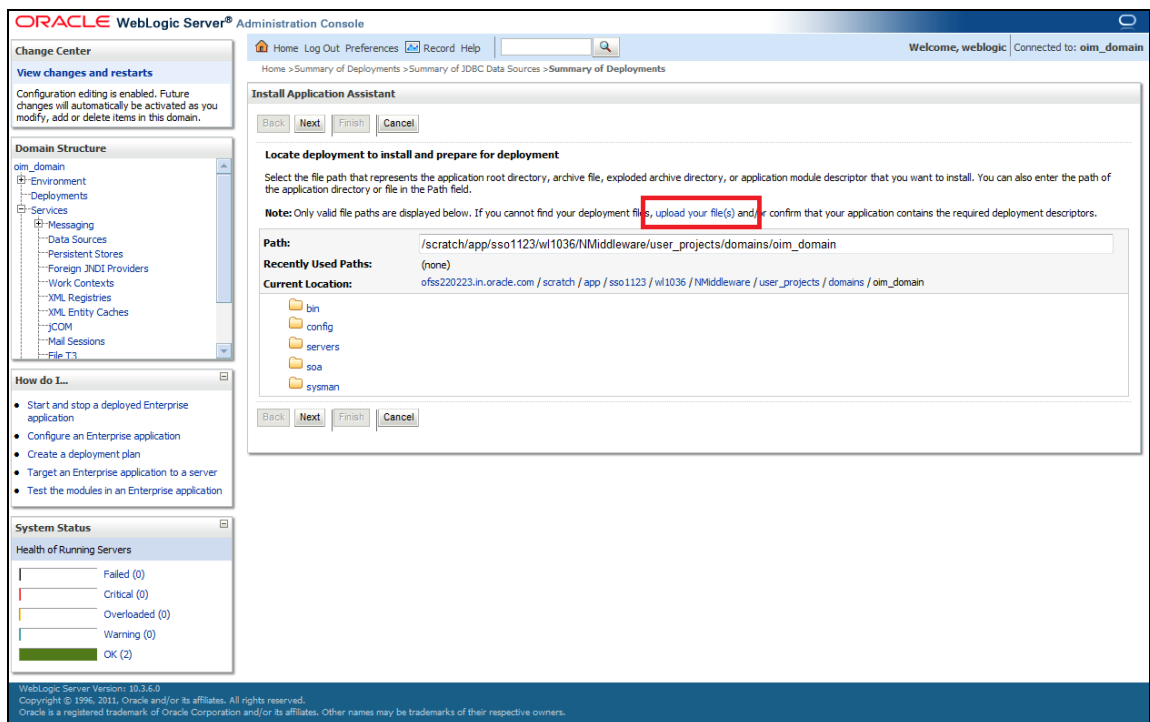 ORACLE WebLogic Server® Administration Console
Change Center
View changes and restarts
Configuration editing is enabled. Future
changes will automatically be activated as you
modify, add or delete items in this domain.
Domain Structure
oim_domain
Environment
Deployments
Services
Messaging
Data Sources
Persistent Stores
Foreign JNDI Providers
Work Contexts
XML Registries
XML Entity Caches
jCOM
Mail Sessions
File T3
How do I...
Start and stop a deployed Enterprise
application
Configure an Enterprise application
Create a deployment plan
Target an Enterprise application to a server
Test the modules in an Enterprise application
System Status
Health of Running Servers
Failed (0)
Critical (0)
Overloaded (0)
Warning (0)
OK (2)
Home Log Out Preferences Record Help
Welcome, weblogic Connected to: oim_domain
Home >Summary of Deployments >Summary of JDBC Data Sources >Summary of Deployments
Install Application Assistant
Back Next Finish Cancel
Locate deployment to install and prepare for deployment
Select the file path that represents the application root directory, archive file, exploded archive directory, or application module descriptor that you want to install. You can also enter the path of
the application directory or file in the Path field.
Note: Only valid file paths are displayed below. If you cannot find your deployment files, upload your file(s) and/or confirm that your application contains the required deployment descriptors.
Path: /scratch/app/sso1123/wl1036/NMiddleware/user_projects/domains/oim_domain
Recently Used Paths: (none)
Current Location: ofss220223.in.oracle.com / scratch / app / sso1123 / wl1036 / NMiddleware / user_projects / domains / oim_domain
bin
config
servers
soa
sysman
Back Next Finish Cancel
WebLogic Server Version: 10.3.6.0
Copyright © 1996, 2011, Oracle and/or its affiliates. All rights reserved.
Oracle is a registered trademark of Oracle Corporation and/or its affiliates. Other names may be trademarks of their respective owners.